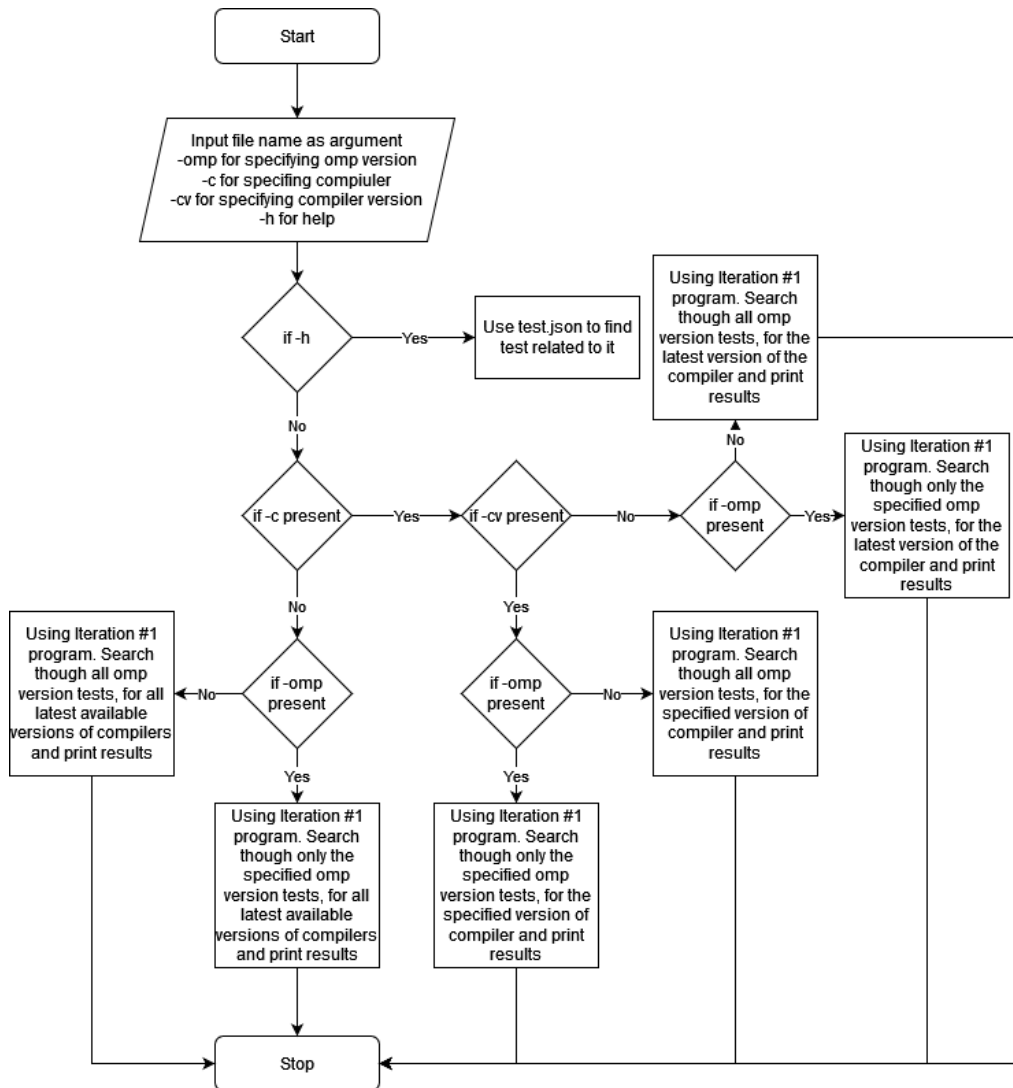 Start
Input file name as argument
-omp for specifying omp version
-c for specifing compiuler
-cv for specifying compiler version
-h for help
if -h
Yes
Use test.json to find
test related to it
No
Using Iteration #1
program. Search
though all omp
version tests, for the
latest version of the
compiler and print
results
No
if -c present
Yes
if -cv present
No
if -omp
present
Yes
Using Iteration #1
program. Search
though only the
specified omp
version tests, for the
latest version of the
compiler and print
results
No
Yes
Using Iteration #1
program. Search
though all omp
version tests, for all
latest available
versions of compilers
and print results
No
if -omp
present
if -omp
present
No
Using Iteration #1
program. Search
though all omp
version tests, for the
specified version of
compiler and print
results
Yes
Yes
Using Iteration #1
program. Search
though only the
specified omp
version tests, for all
latest available
versions of compilers
and print results
Using Iteration #1
program. Search
though only the
specified omp
version tests, for the
specified version of
compiler and print
results
Stop